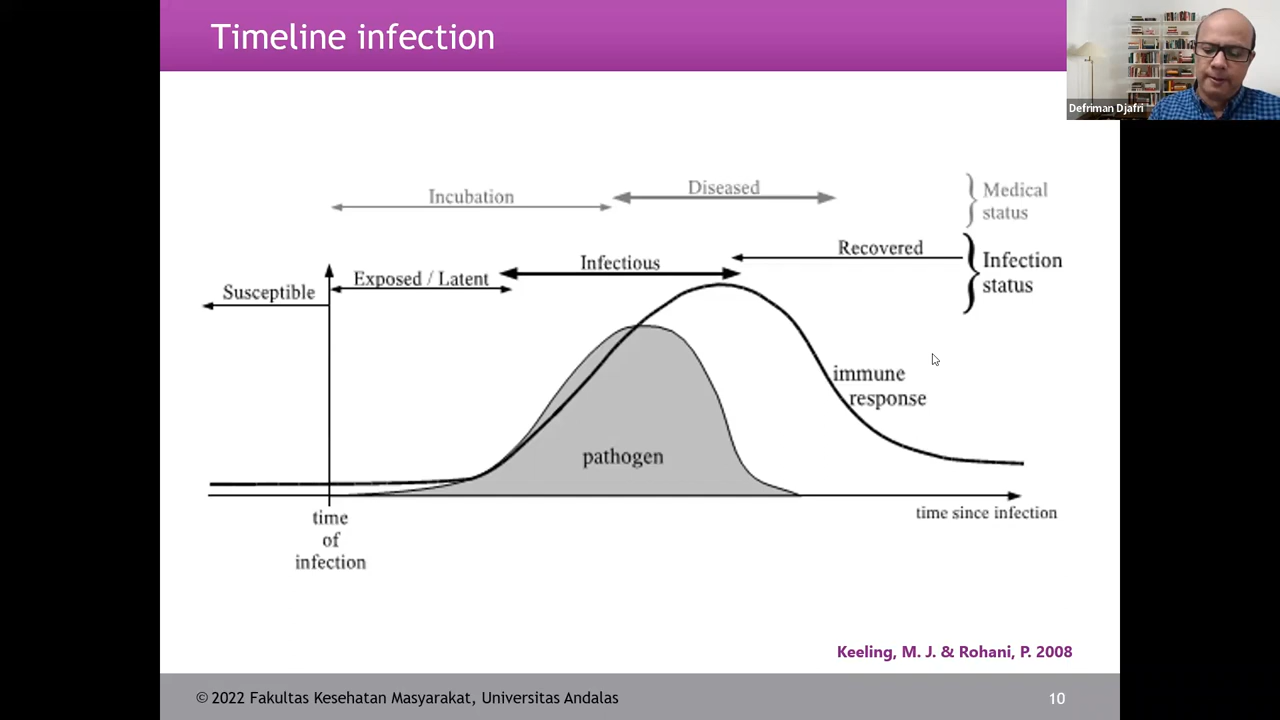 Timeline infection
Defriman Djafri
Incubation
Diseased
Medical
status
Susceptible
Exposed / Latent
Infectious
Recovered
Infection
status
immune
response
pathogen
time
of
infection
time since infection
Keeling, M. J. & Rohani, P. 2008
© 2022 Fakultas Kesehatan Masyarakat, Universitas Andalas
10